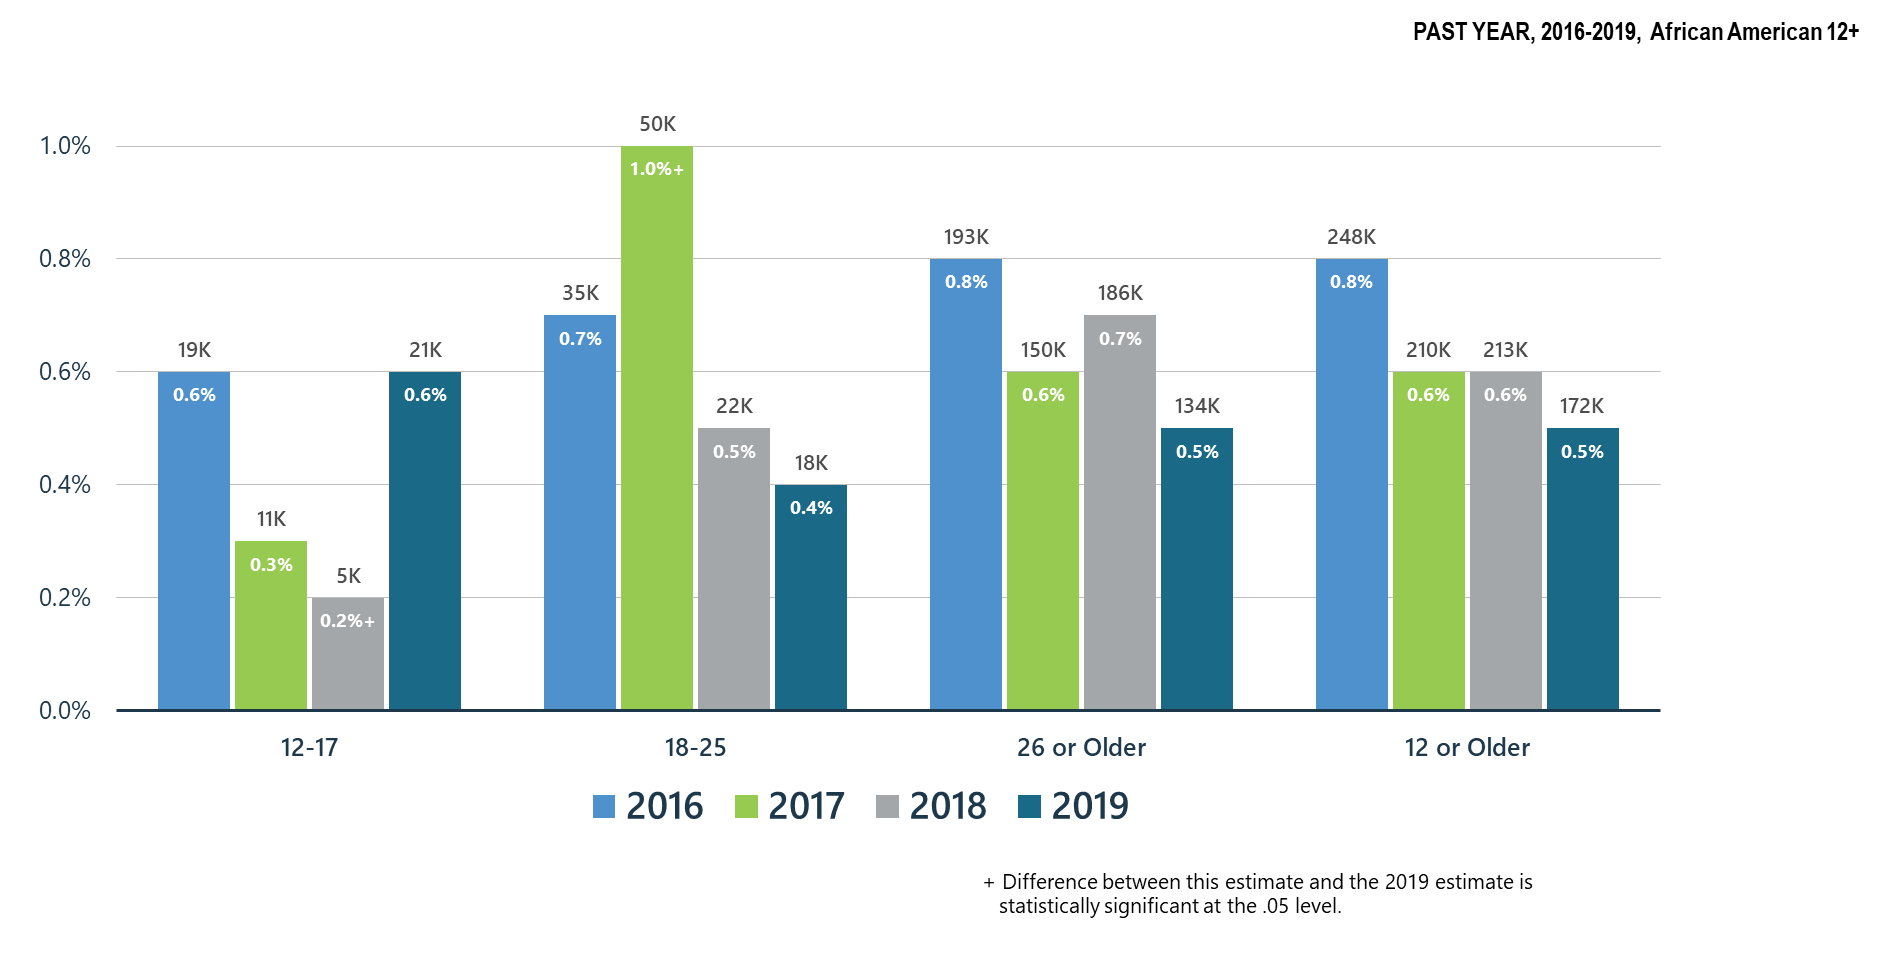 PAST YEAR, 2016-2019, African American 12+
1.0%
0.8%
0.6%
0.4%
0.2%
0.0%
19K
0.6%
11K
0.3%
5K
0.2%+
21K
0.6%
35K
0.7%
50K
1.0%+
22K
0.5%
18K
0.4%
193K
0.8%
150K
0.6%
186K
0.7%
134K
0.5%
248K
0.8%
210K
0.6%
213K
0.6%
172K
0.5%
12-17
18-25
26 or Older
12 or Older
2016 2017 2018 2019
+ Difference between this estimate and the 2019 estimate is
statistically significant at the .05 level.